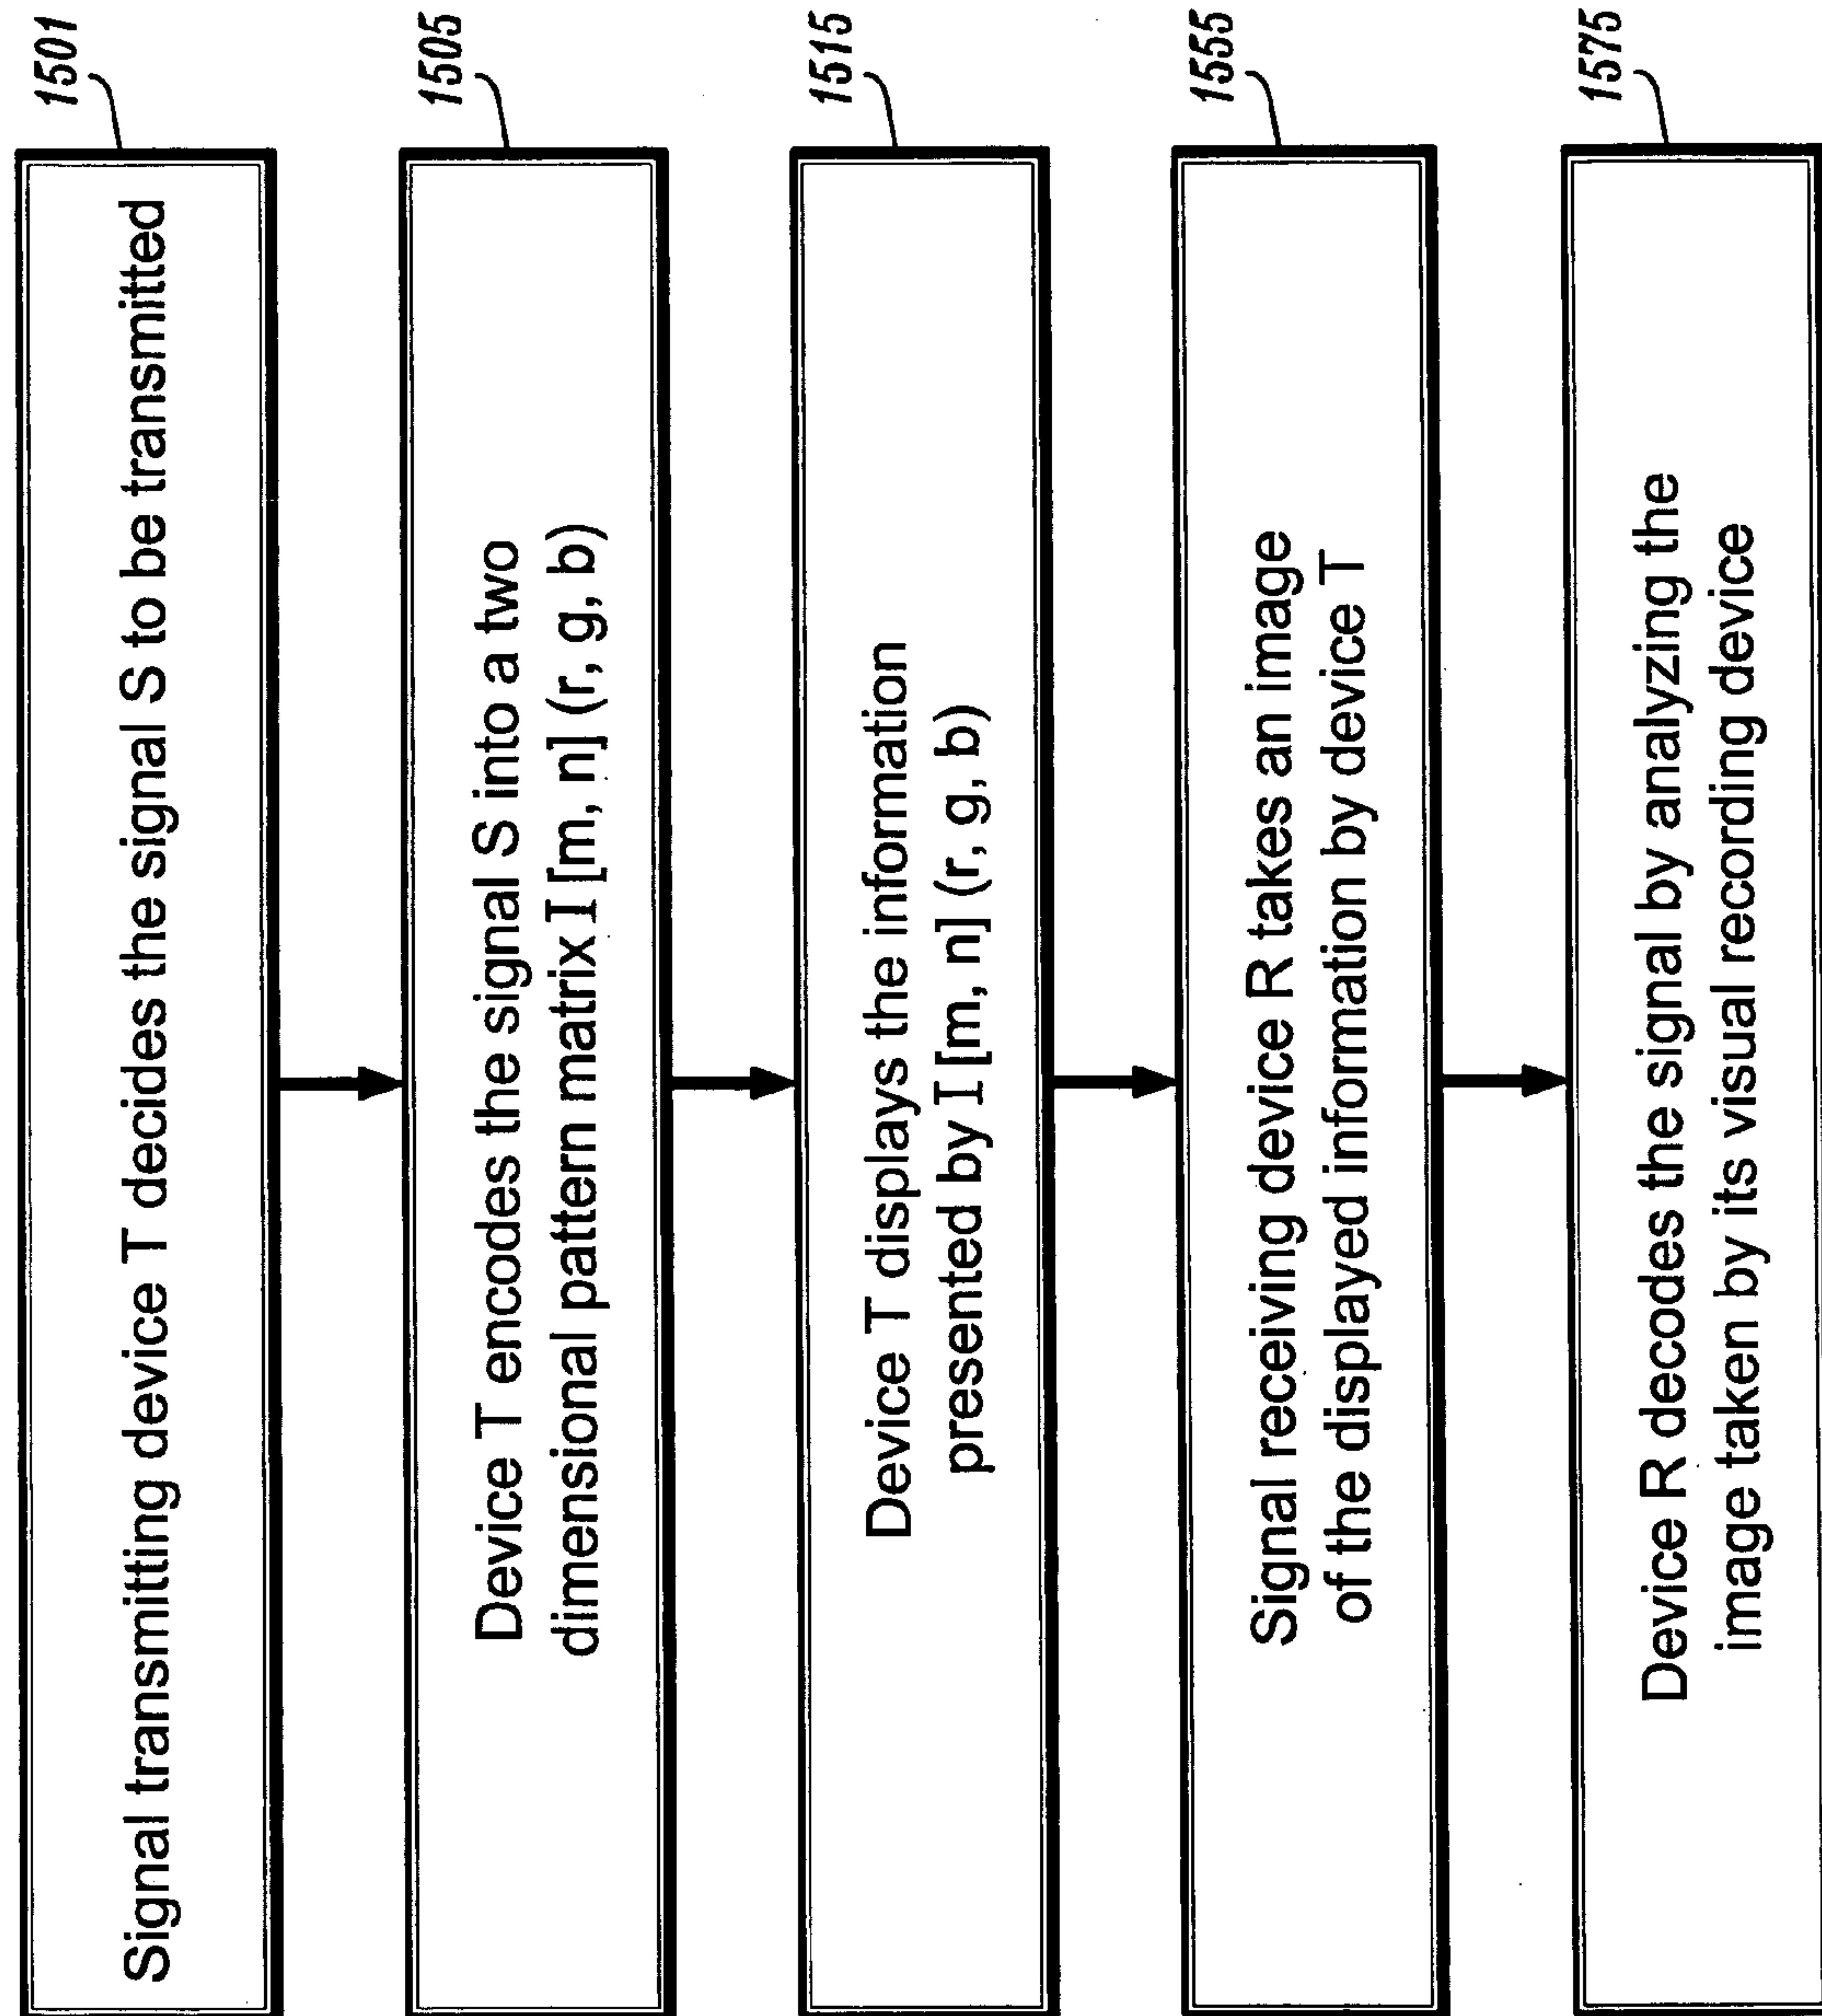 1501
Signal transmitting device T decides the signal S to be transmitted
1505
Device T encodes the signal S into a two
dimensional pattern matrix I [m, n] (r, g, b)
1515
Device T displays the information
presented by I [m, n] (r, g, b)
1555
Signal receiving device R takes an image
of the displayed information by device T
1575
Device R decodes the signal by analyzing the
image taken by its visual recording device